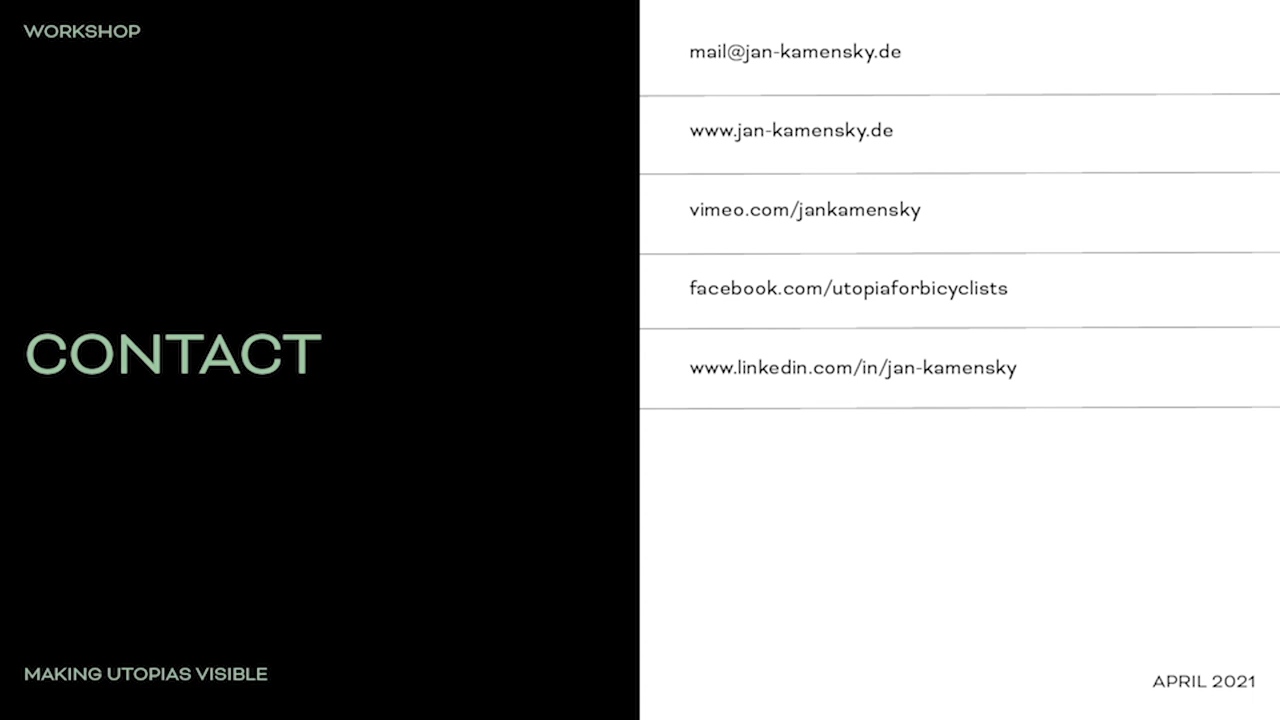 WORKSHOP
CONTACT
MAKING UTOPIAS VISIBLE
mail@jan-kamensky.de
www.jan-kamensky.de
vimeo.com/jankamensky
facebook.com/utopiaforbicyclists
www.linkedin.com/in/jan-kamensky
APRIL 2021